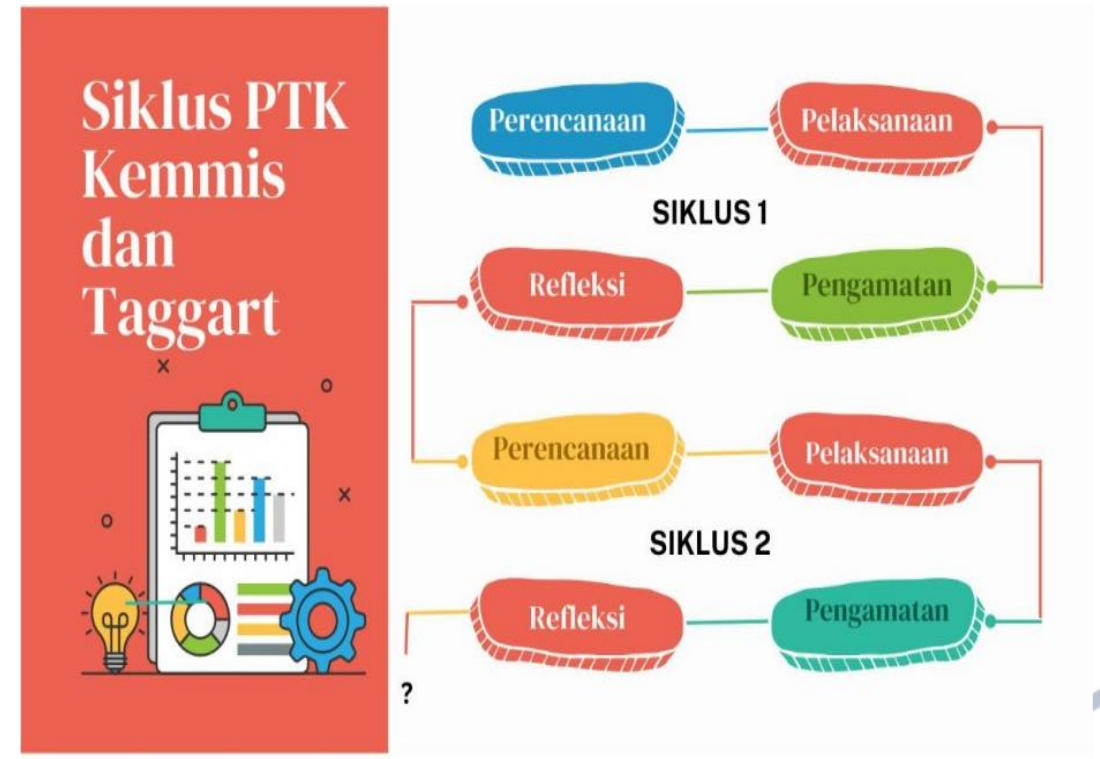 Siklus PTK
Kemmis
dan
Taggart
Perencanaan
Pelaksanaan
SIKLUS 1
Refleksi
Pengamatan
Perencanaan
Pelaksanaan
SIKLUS 2
Refleksi
Pengamatan
?